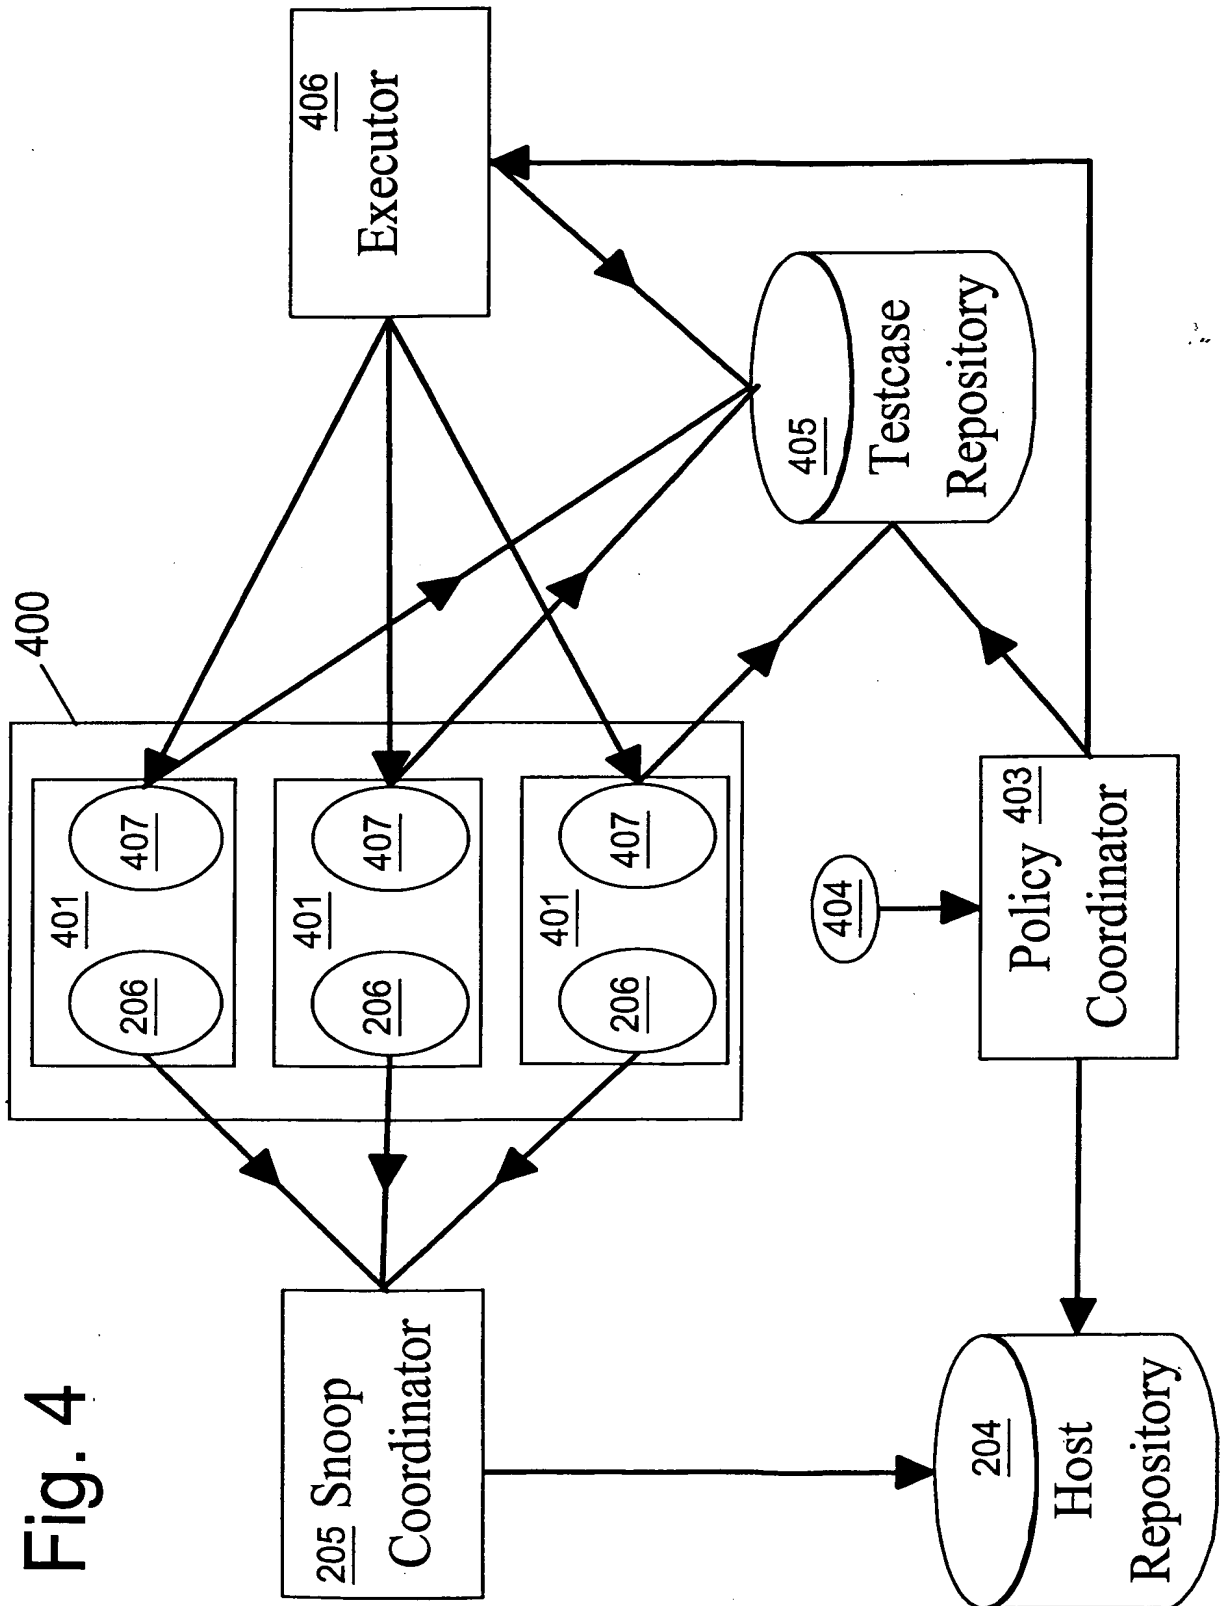 Fig. 4
400
206
401
407
206
401
407
206
401
407
205 Snoop
Coordinator
406
Executor
404
405
Testcase
Repository
204
Host
Repository
Policy 403
Coordinator